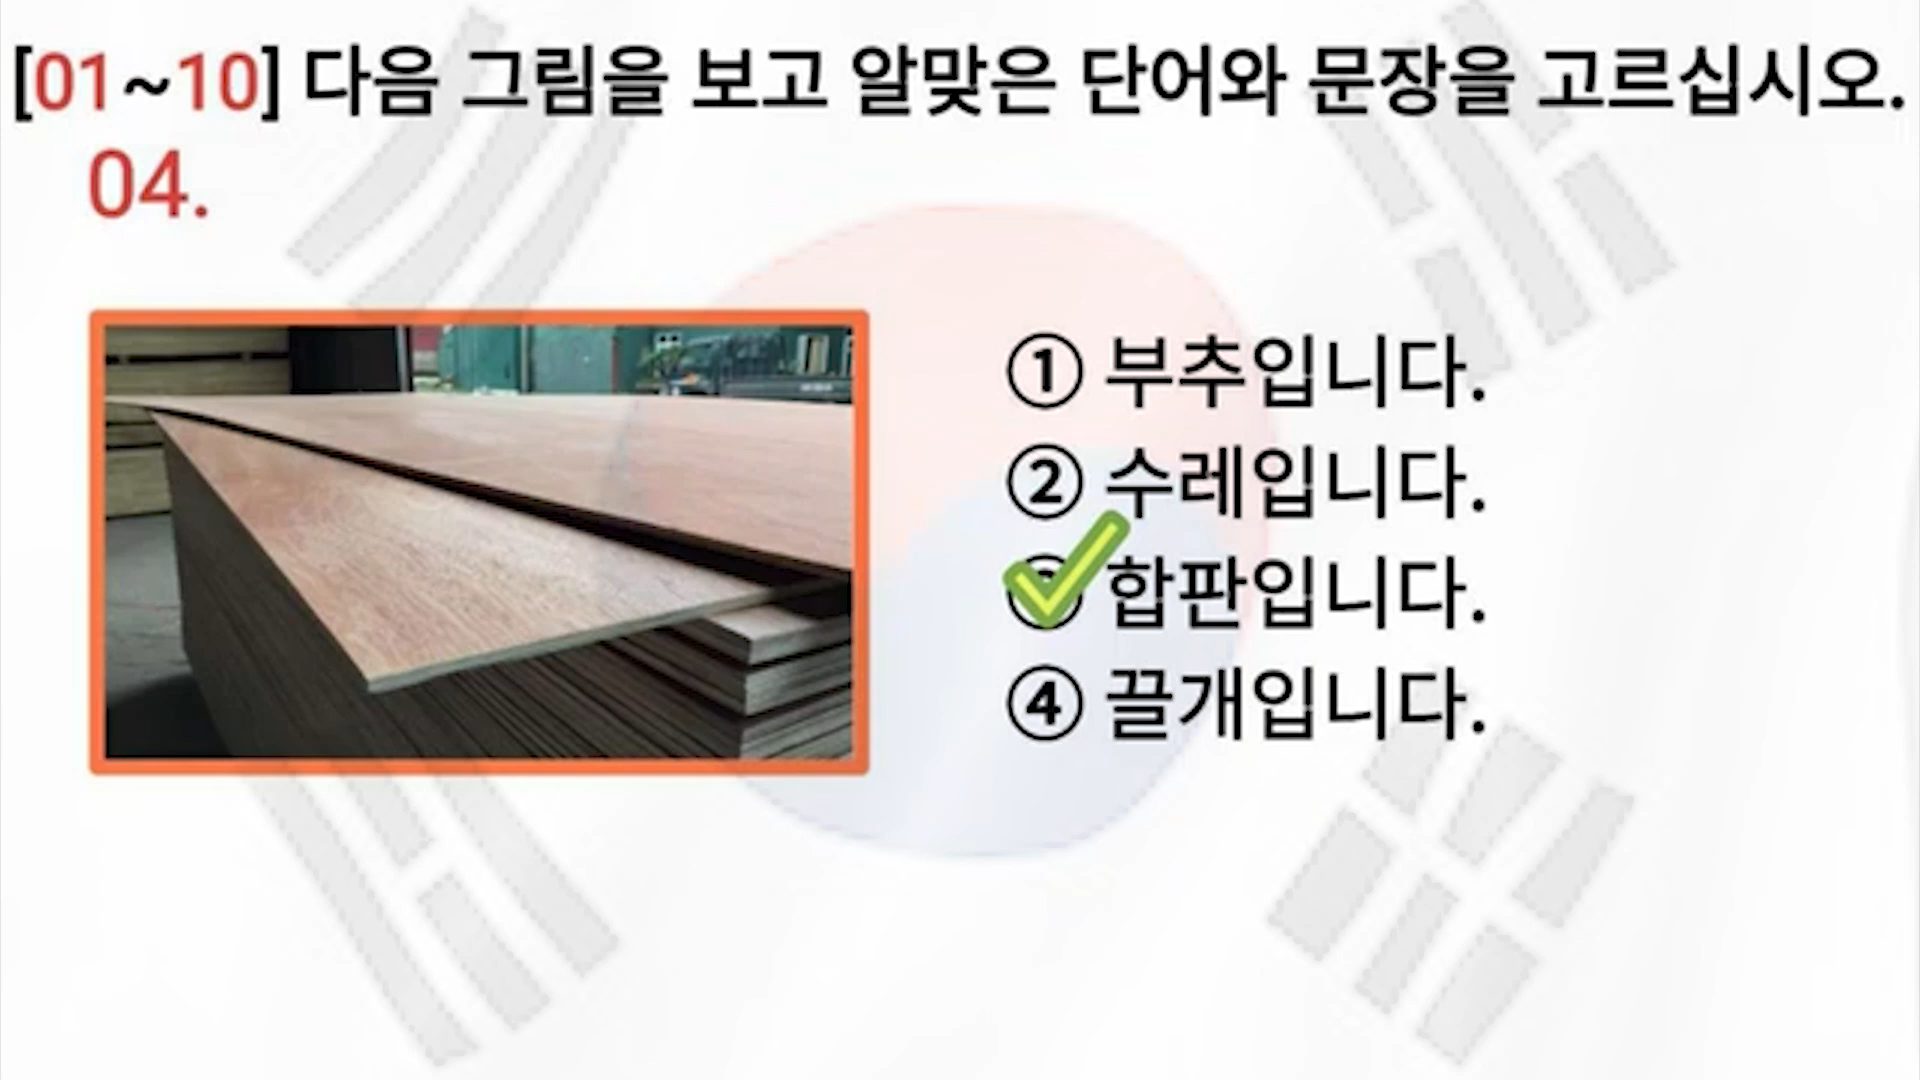 [01~10] 다음 그림을 보고 알맞은 단어와 문장을 고르십시오.
04.
① 부추입니다.
② 수레입니다.
합판입니다.
④ 끌개입니다.